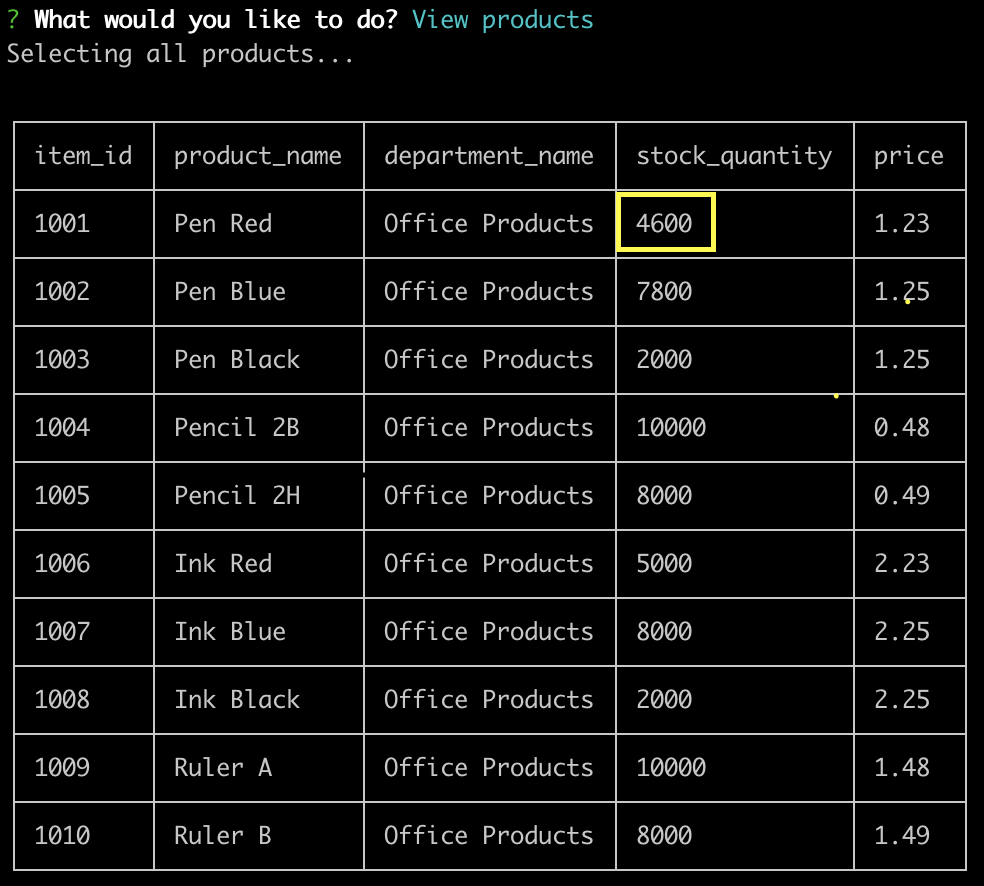 ? What would you like to do? View products
Selecting all products...
item_id product_name department_name stock_quantity price
1001 Pen Red Office Products 4600 1.23
1002 Pen Blue Office Products 7800 1.25
1003 Pen Black Office Products 2000 1.25
1004 Pencil 2B Office Products 10000 0.48
1005 Pencil 2H Office Products 8000 0.49
1006 Ink Red Office Products 5000 2.23
1007 Ink Blue Office Products 8000 2.25
1008 Ink Black Office Products 2000 2.25
1009 Ruler A Office Products 10000 1.48
1010 Ruler B Office Products 8000 1.49